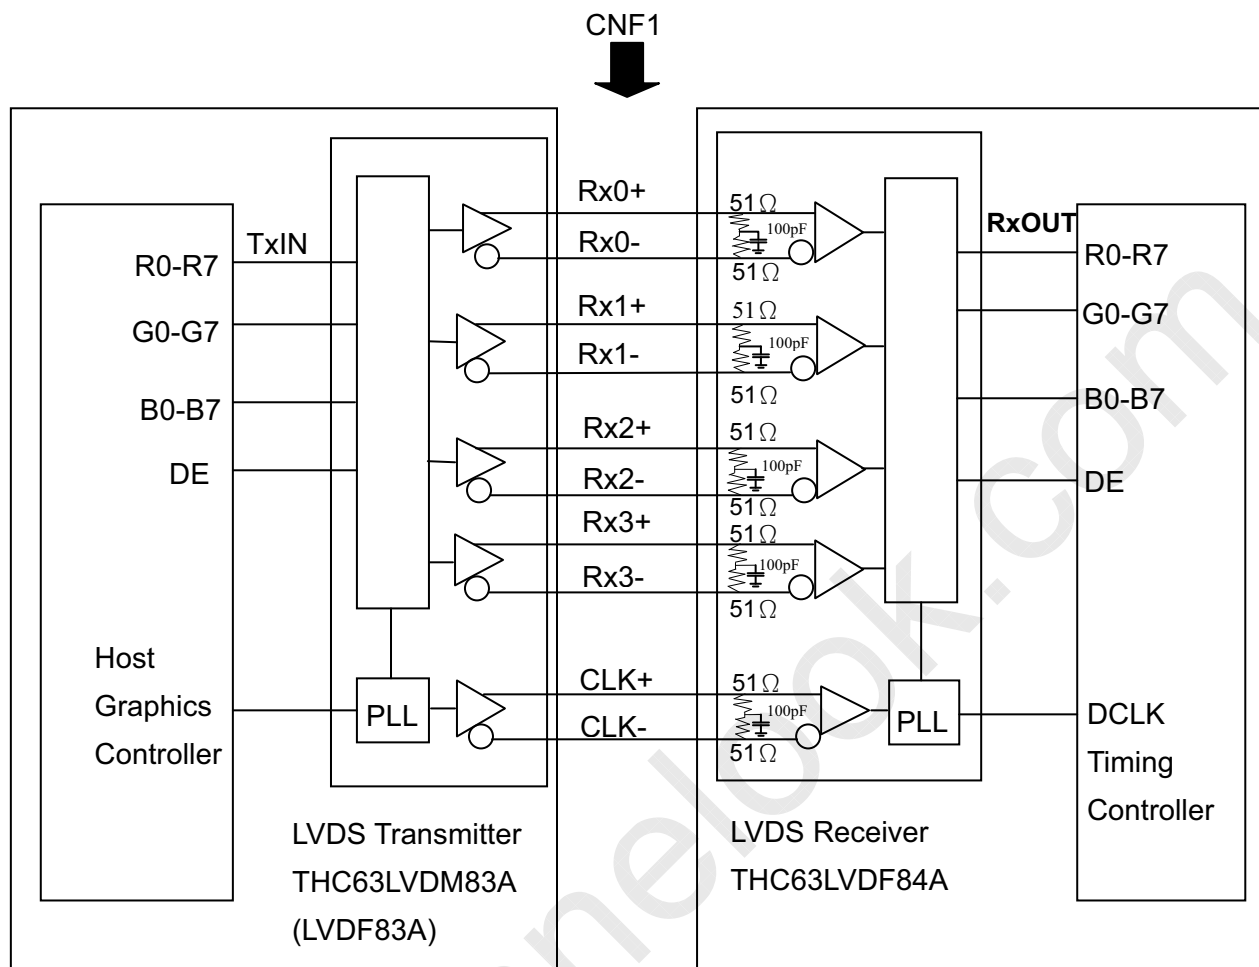 CNF1
TxIN
R0-R7
G0-G7
B0-B7
DE
Host
Graphics
Controller
PLL
LVDS Transmitter
THC63LVDM83A
(LVDF83A)
Rx0+
Rx0-
Rx1+
Rx1-
Rx2+
Rx2-
Rx3+
Rx3-
CLK+
CLK-
51Ω
100pF
51Ω
51Ω
100pF
51Ω
51Ω
100pF
51Ω
51Ω
100pF
51Ω
51Ω
100pF
51Ω
PLL
LVDS Receiver
THC63LVDF84A
RxOUT
R0-R7
G0-G7
B0-B7
DE
DCLK
Timing
Controller
nelook.com